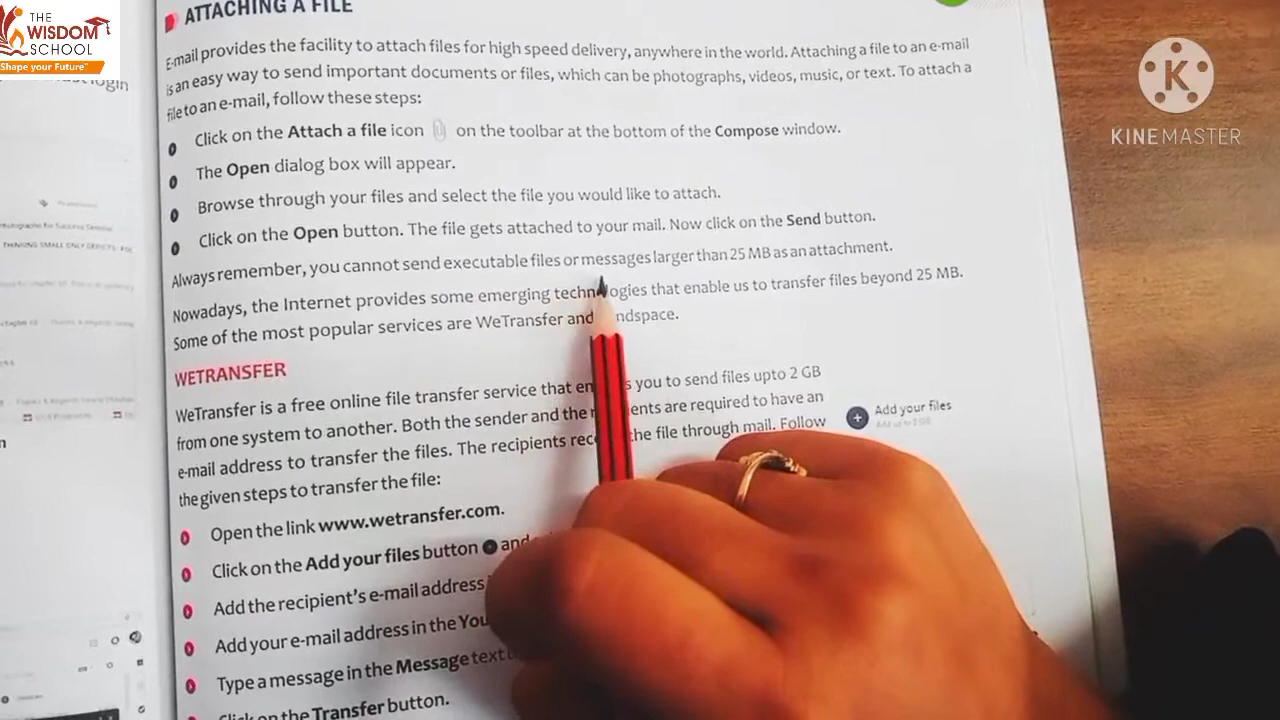 THE
WISDOM
SCHOOL
"Shape your Future"
login
ATTACHING A FILE
E-mail provides the facility to attach files for high speed delivery, anywhere in the world. Attaching a file to an e-mail
is an easy way to send important documents or files, which can be photographs, videos, music, or text. To attach a
file to an e-mail, follow these steps:
Click on the Attach a file icon on the toolbar at the bottom of the Compose window.
The Open dialog box will appear.
Browse through your files and select the file you would like to attach.
Click on the Open button. The file gets attached to your mail. Now click on the Send button.
Always remember, you cannot send executable files or messages larger than 25 MB as an attachment.
Nowadays, the Internet provides some emerging technologies that enable us to transfer files beyond 25 MB.
Some of the most popular services are WeTransfer and ndspace.
WETRANSFER
WeTransfer is a free online file transfer service that en s you to send files upto 2 GB
from one system to another. Both the sender and the r ients are required to have an
e-mail address to transfer the files. The recipients rec the file through mail. Follow
the given steps to transfer the file:
Add your files
Add up to 2 GB
Open the link www.wetransfer.com.
Click on the Add your files button and
Add the recipient's e-mail address
Add your e-mail address in the You
Type a message in the Message text
Click on the Transfer button.
K
KINEMASTER